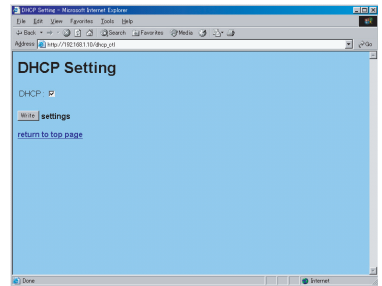 DHCP Setting - Microsoft Internet Explorer
File Edit View Favorites Tools Help
Back Search Favorites Media
Address http://192.168.1.10/dhcp_ctl Go
DHCP Setting
DHCP :
Write settings
return to top page
Done Internet